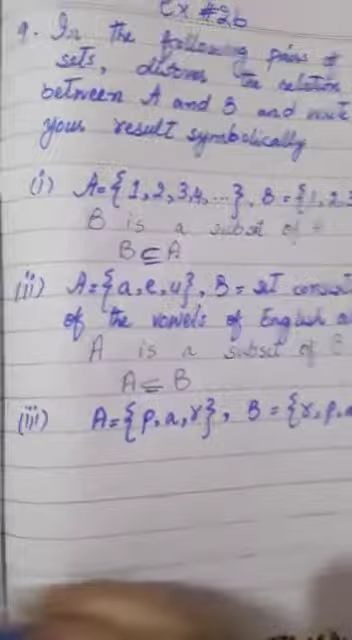 Ex #2b
9. In the following pairs of
sets, discover the relation
between A and B and write
your result symbolically
(i) A={1,2,3,4,...}, B={1,2,3
B is a subset of
B⊆A
(ii) A={a,e,u}, B= set consist
of the vowels of English a
A is a subset of B
A⊆B
(iii) A={p,a,r}, B={r,p,a